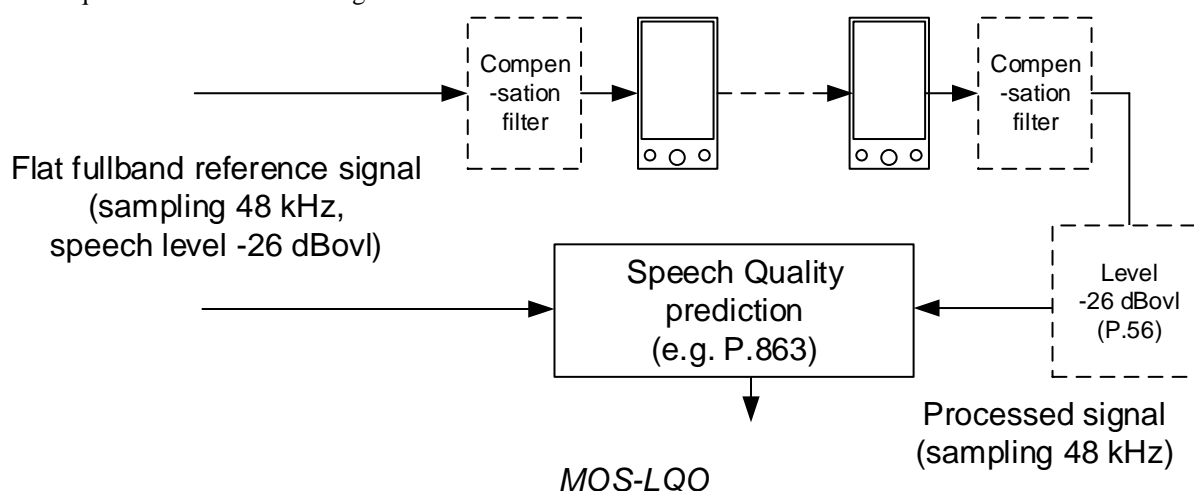 Compen
-sation
filter
Compen
-sation
filter
Flat fullband reference signal
(sampling 48 kHz,
speech level -26 dBovl)
Speech Quality
prediction
(e.g. P.863)
Level
-26 dBovl
(P.56)
Processed signal
(sampling 48 kHz)
MOS-LQO